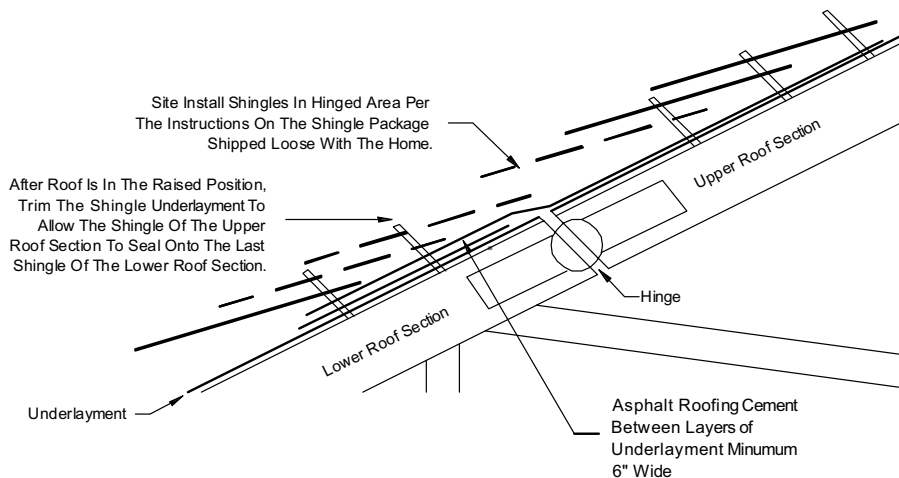 Site Install Shingles In Hinged Area Per
The Instructions On The Shingle Package
Shipped Loose With The Home.
After Roof Is In The Raised Position,
Trim The Shingle Underlayment To
Allow The Shingle Of The Upper
Roof Section To Seal Onto The Last
Shingle Of The Lower Roof Section.
Upper Roof Section
Hinge
Lower Roof Section
Underlayment
Asphalt Roofing Cement
Between Layers of
Underlayment Minumum
6" Wide